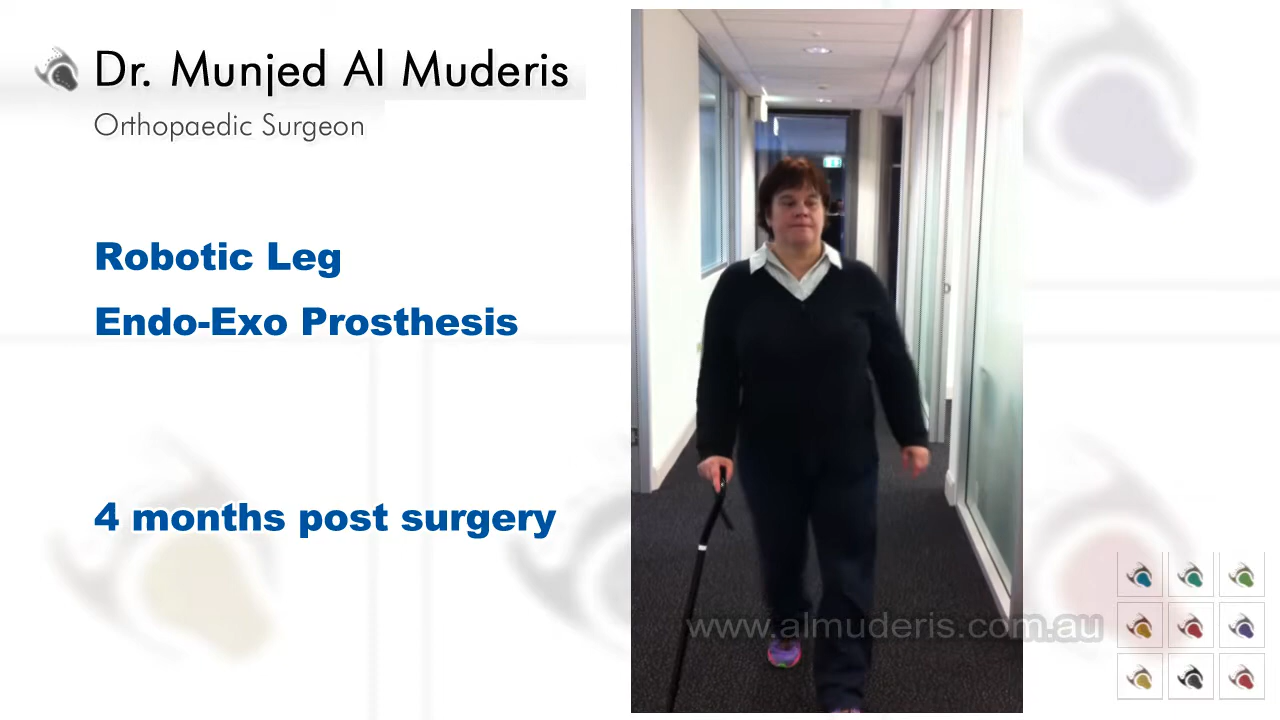 Dr. Munjed Al Muderis
Orthopaedic Surgeon
Robotic Leg
Endo-Exo Prosthesis
4 months post surgery
www.almuderis.com.au